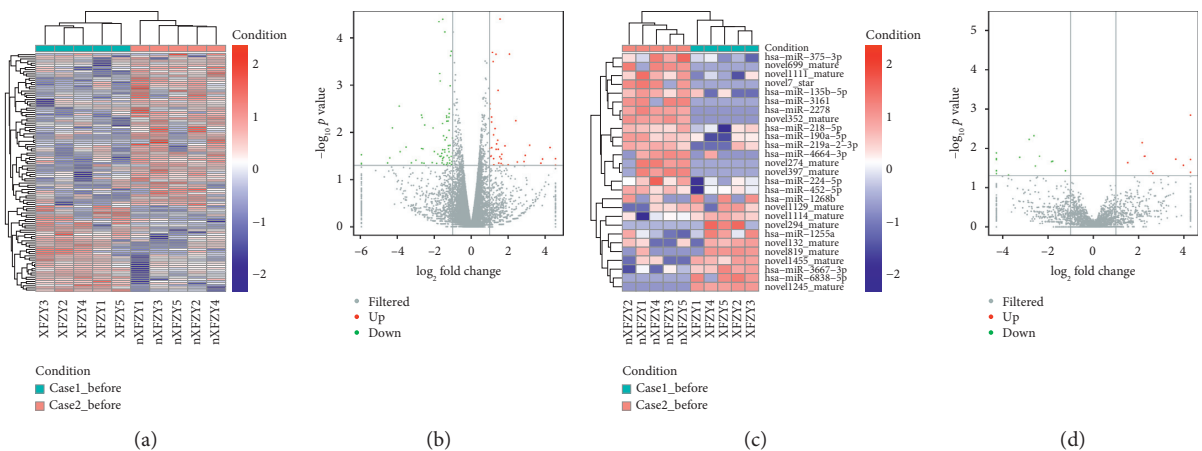 Condition
2
1
0
−1
−2
XFZY3
XFZY2
XFZY4
XFZY1
XFZY5
nXFZY1
nXFZY3
nXFZY5
nXFZY2
nXFZY4
Condition
Case1_before
Case2_before
(a)
−log10 p value
4
3
2
1
0
−6
−4
−2
0
2
4
log2 fold change
Filtered
Up
Down
(b)
Condition
hsa−miR−375−3p
novel699_mature
novel1111_mature
novel7_star
hsa−miR−135b−5p
hsa−miR−3161
hsa−miR−2278
novel352_mature
hsa−miR−218−5p
hsa−miR−190a−5p
hsa−miR−219a−2−3p
hsa−miR−4664−3p
novel274_mature
novel397_mature
hsa−miR−224−5p
hsa−miR−452−5p
hsa−miR−1268b
novel1129_mature
novel1114_mature
novel294_mature
hsa−miR−1255a
novel132_mature
novel819_mature
novel1455_mature
hsa−miR−3667−3p
hsa−miR−6838−5p
novel1245_mature
nXFZY2
nXFZY1
nXFZY4
nXFZY3
nXFZY5
XFZY1
XFZY4
XFZY5
XFZY2
XFZY3
Condition
2
1
0
−1
−2
Condition
Case1_before
Case2_before
(c)
−log10 p value
5
4
3
2
1
0
−4
−2
0
2
4
log2 fold change
Filtered
Up
Down
(d)